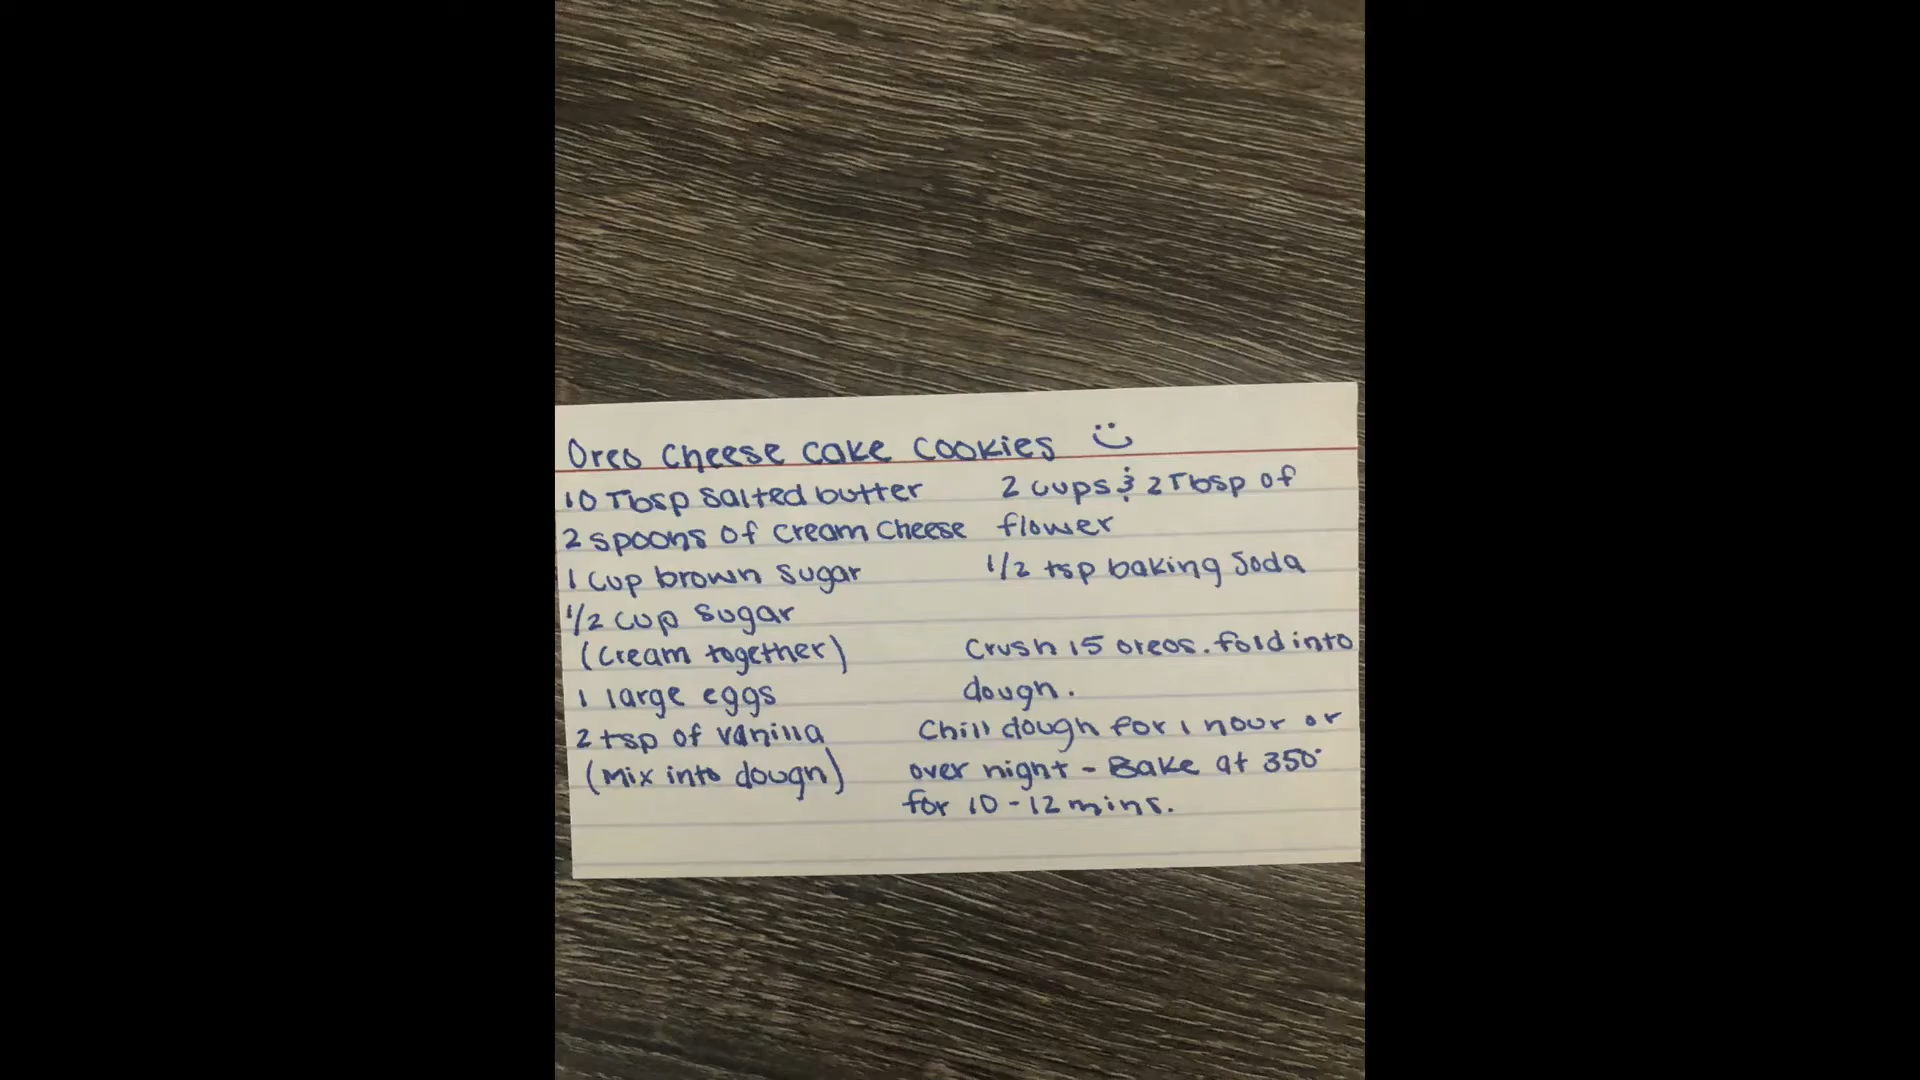 Oreo cheese cake cookies
10 Tbsp salted butter
2 spoons of cream cheese
1 cup brown sugar
1/2 cup sugar
(cream together)
1 large eggs
2 tsp of vanilla
(mix into dough)
2 cups & 2 Tbsp of
flower
1/2 tsp baking soda
Crush 15 oreos. fold into
dough.
Chill dough for 1 hour or
over night - Bake at 350°
for 10-12 mins.